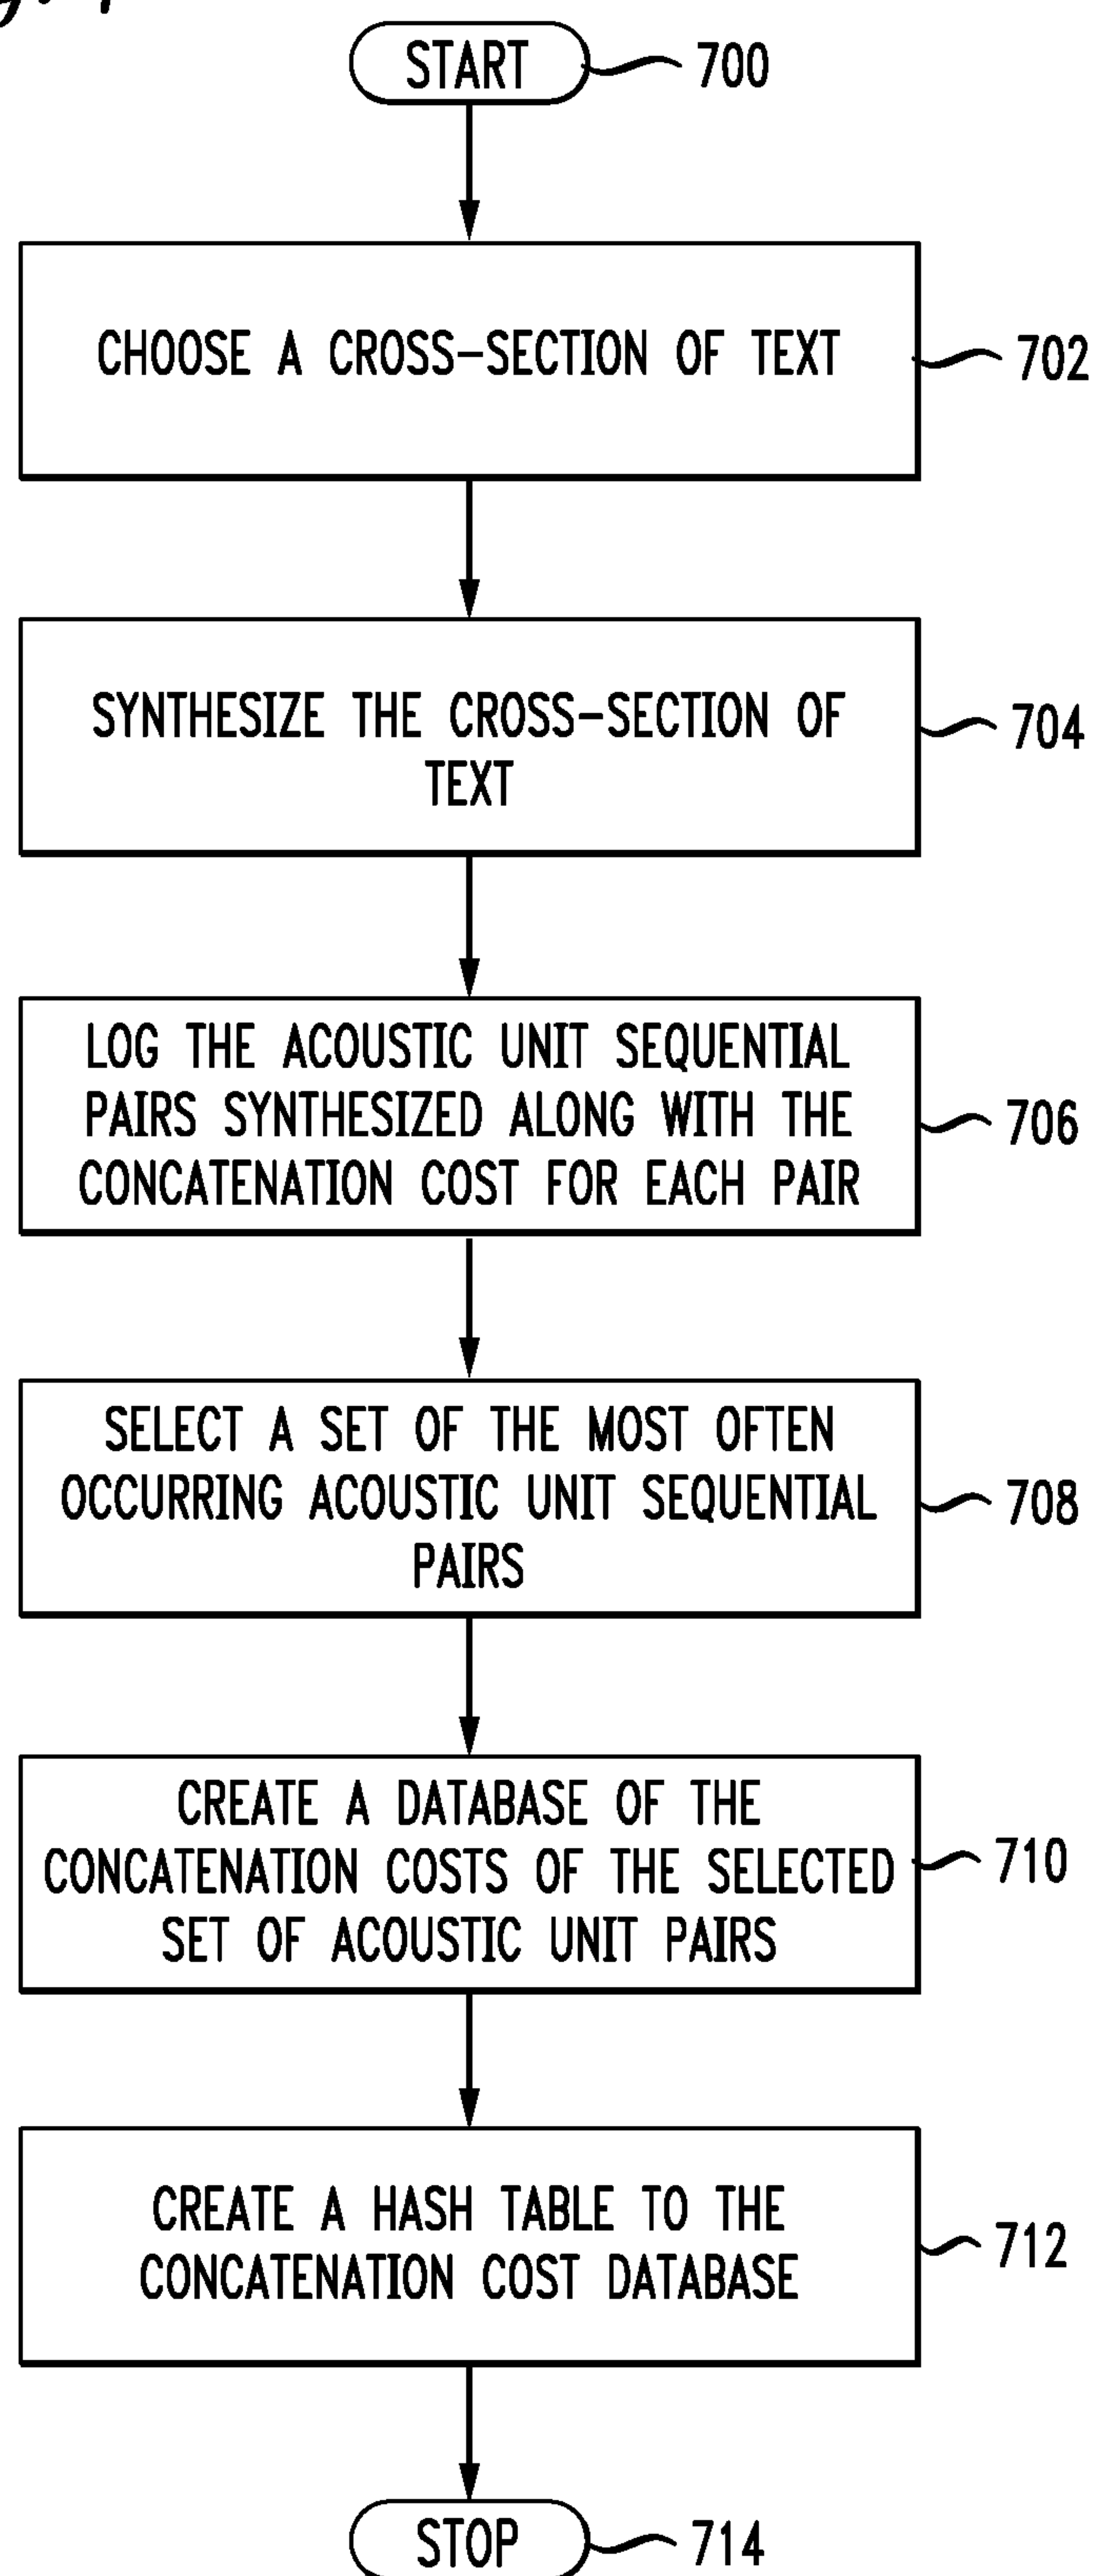 START
700
CHOOSE A CROSS-SECTION OF TEXT
702
SYNTHESIZE THE CROSS-SECTION OF
TEXT
704
LOG THE ACOUSTIC UNIT SEQUENTIAL
PAIRS SYNTHESIZED ALONG WITH THE
CONCATENATION COST FOR EACH PAIR
706
SELECT A SET OF THE MOST OFTEN
OCCURRING ACOUSTIC UNIT SEQUENTIAL
PAIRS
708
CREATE A DATABASE OF THE
CONCATENATION COSTS OF THE SELECTED
SET OF ACOUSTIC UNIT PAIRS
710
CREATE A HASH TABLE TO THE
CONCATENATION COST DATABASE
712
STOP
714